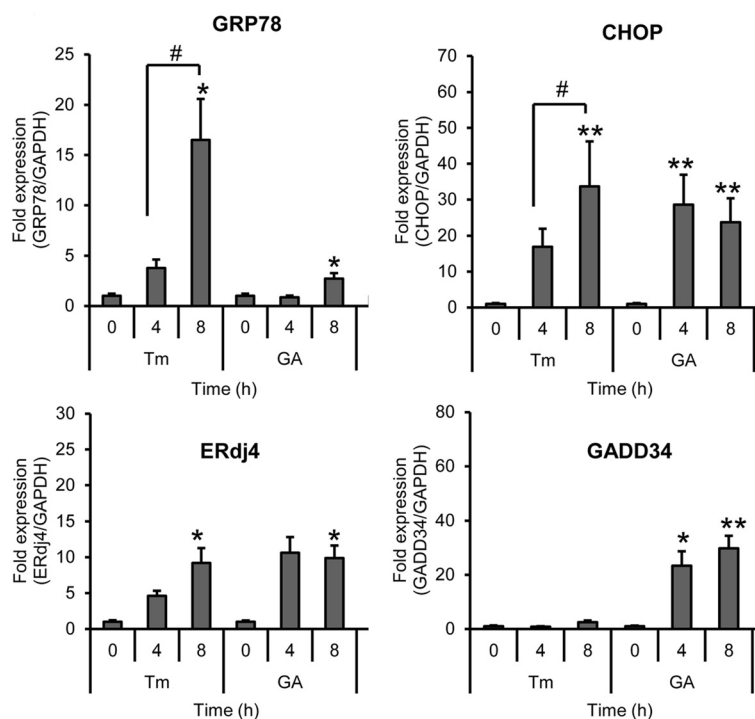 GRP78
Fold expression
(GRP78/GAPDH)
25
20
15
10
5
0
#
*
*
0 4 8 0 4 8
Tm GA
Time (h)
CHOP
Fold expression
(CHOP/GAPDH)
70
60
50
40
30
20
10
0
#
** ** **
0 4 8 0 4 8
Tm GA
Time (h)
ERdj4
Fold expression
(ERdj4/GAPDH)
30
25
20
15
10
5
0
* *
0 4 8 0 4 8
Tm GA
Time (h)
GADD34
Fold expression
(GADD34/GAPDH)
80
60
40
20
0
* **
0 4 8 0 4 8
Tm GA
Time (h)